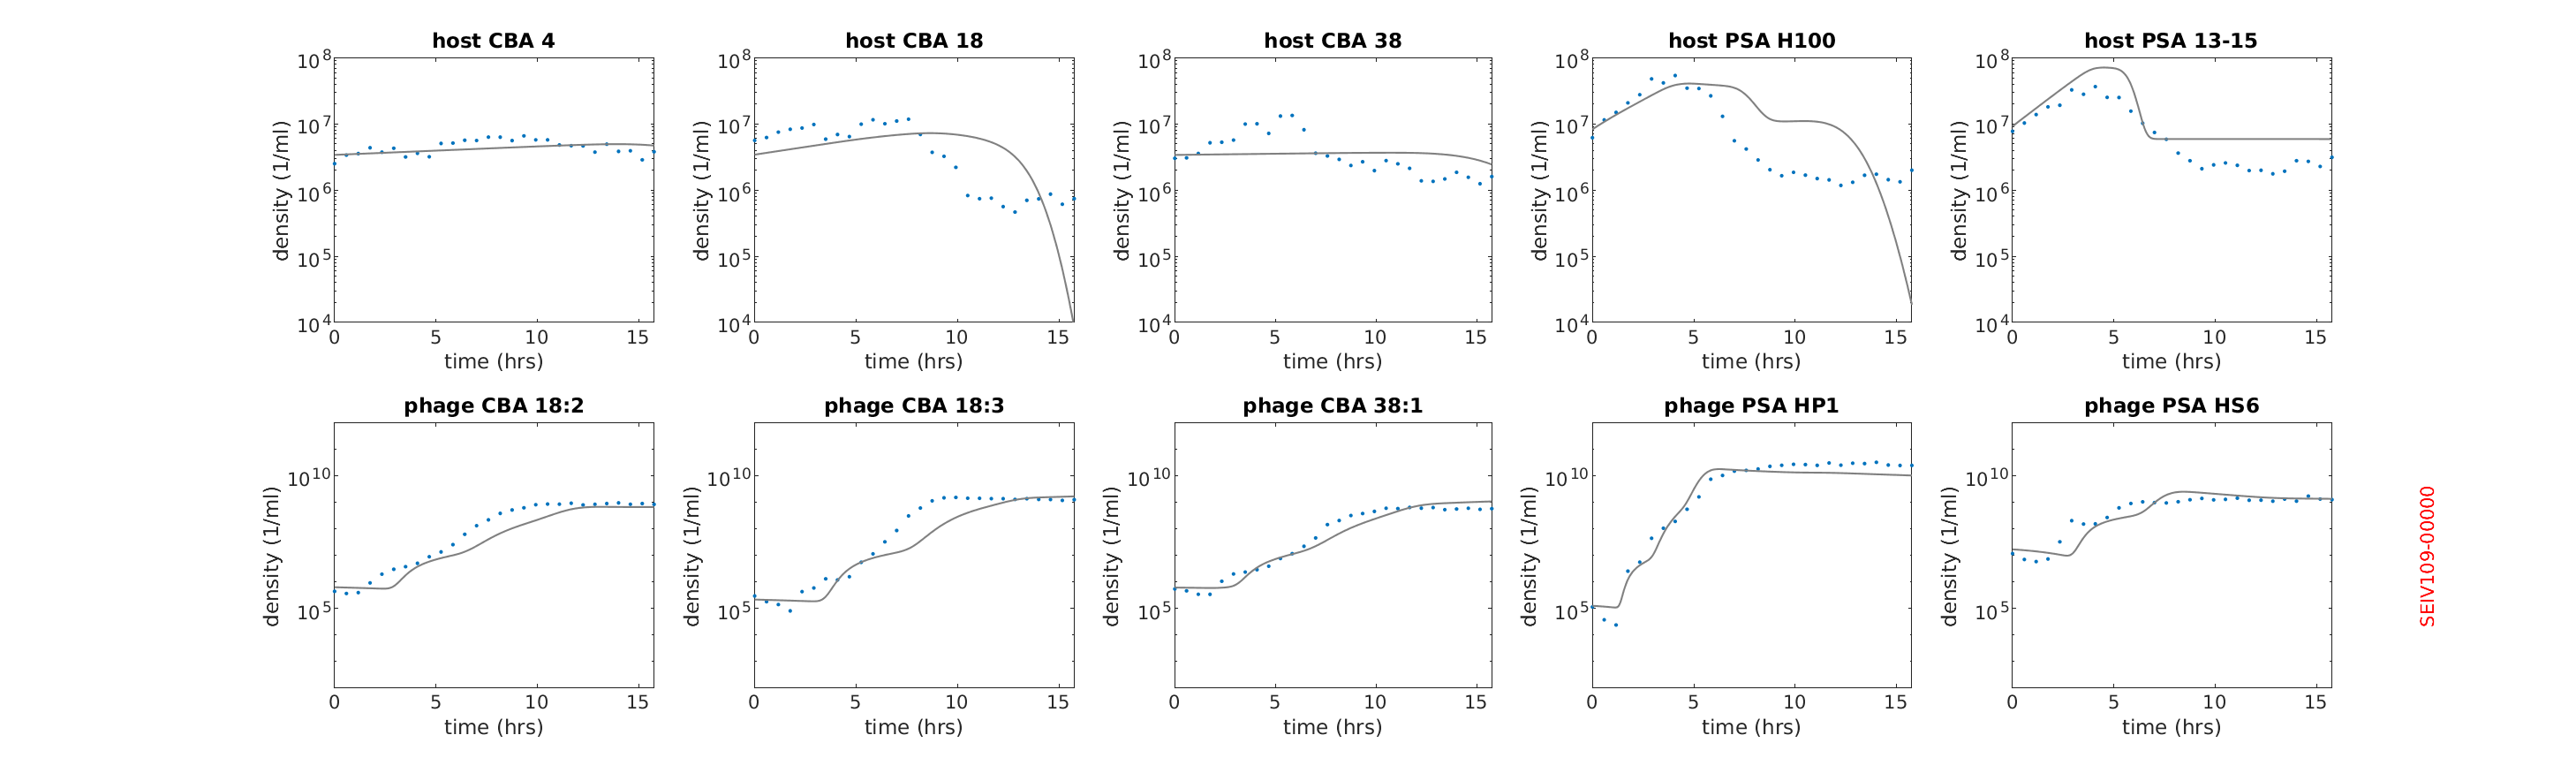 host CBA 4
host CBA 18
host CBA 38
host PSA H100
host PSA 13-15
density (1/ml)
10^8
10^7
10^6
10^5
10^4
0 5 10 15
time (hrs)
density (1/ml)
10^8
10^7
10^6
10^5
10^4
0 5 10 15
time (hrs)
density (1/ml)
10^8
10^7
10^6
10^5
10^4
0 5 10 15
time (hrs)
density (1/ml)
10^8
10^7
10^6
10^5
10^4
0 5 10 15
time (hrs)
density (1/ml)
10^8
10^7
10^6
10^5
10^4
0 5 10 15
time (hrs)
phage CBA 18:2
phage CBA 18:3
phage CBA 38:1
phage PSA HP1
phage PSA HS6
density (1/ml)
10^10
10^5
0 5 10 15
time (hrs)
density (1/ml)
10^10
10^5
0 5 10 15
time (hrs)
density (1/ml)
10^10
10^5
0 5 10 15
time (hrs)
density (1/ml)
10^10
10^5
0 5 10 15
time (hrs)
density (1/ml)
10^10
10^5
0 5 10 15
time (hrs)
SEIV109-00000